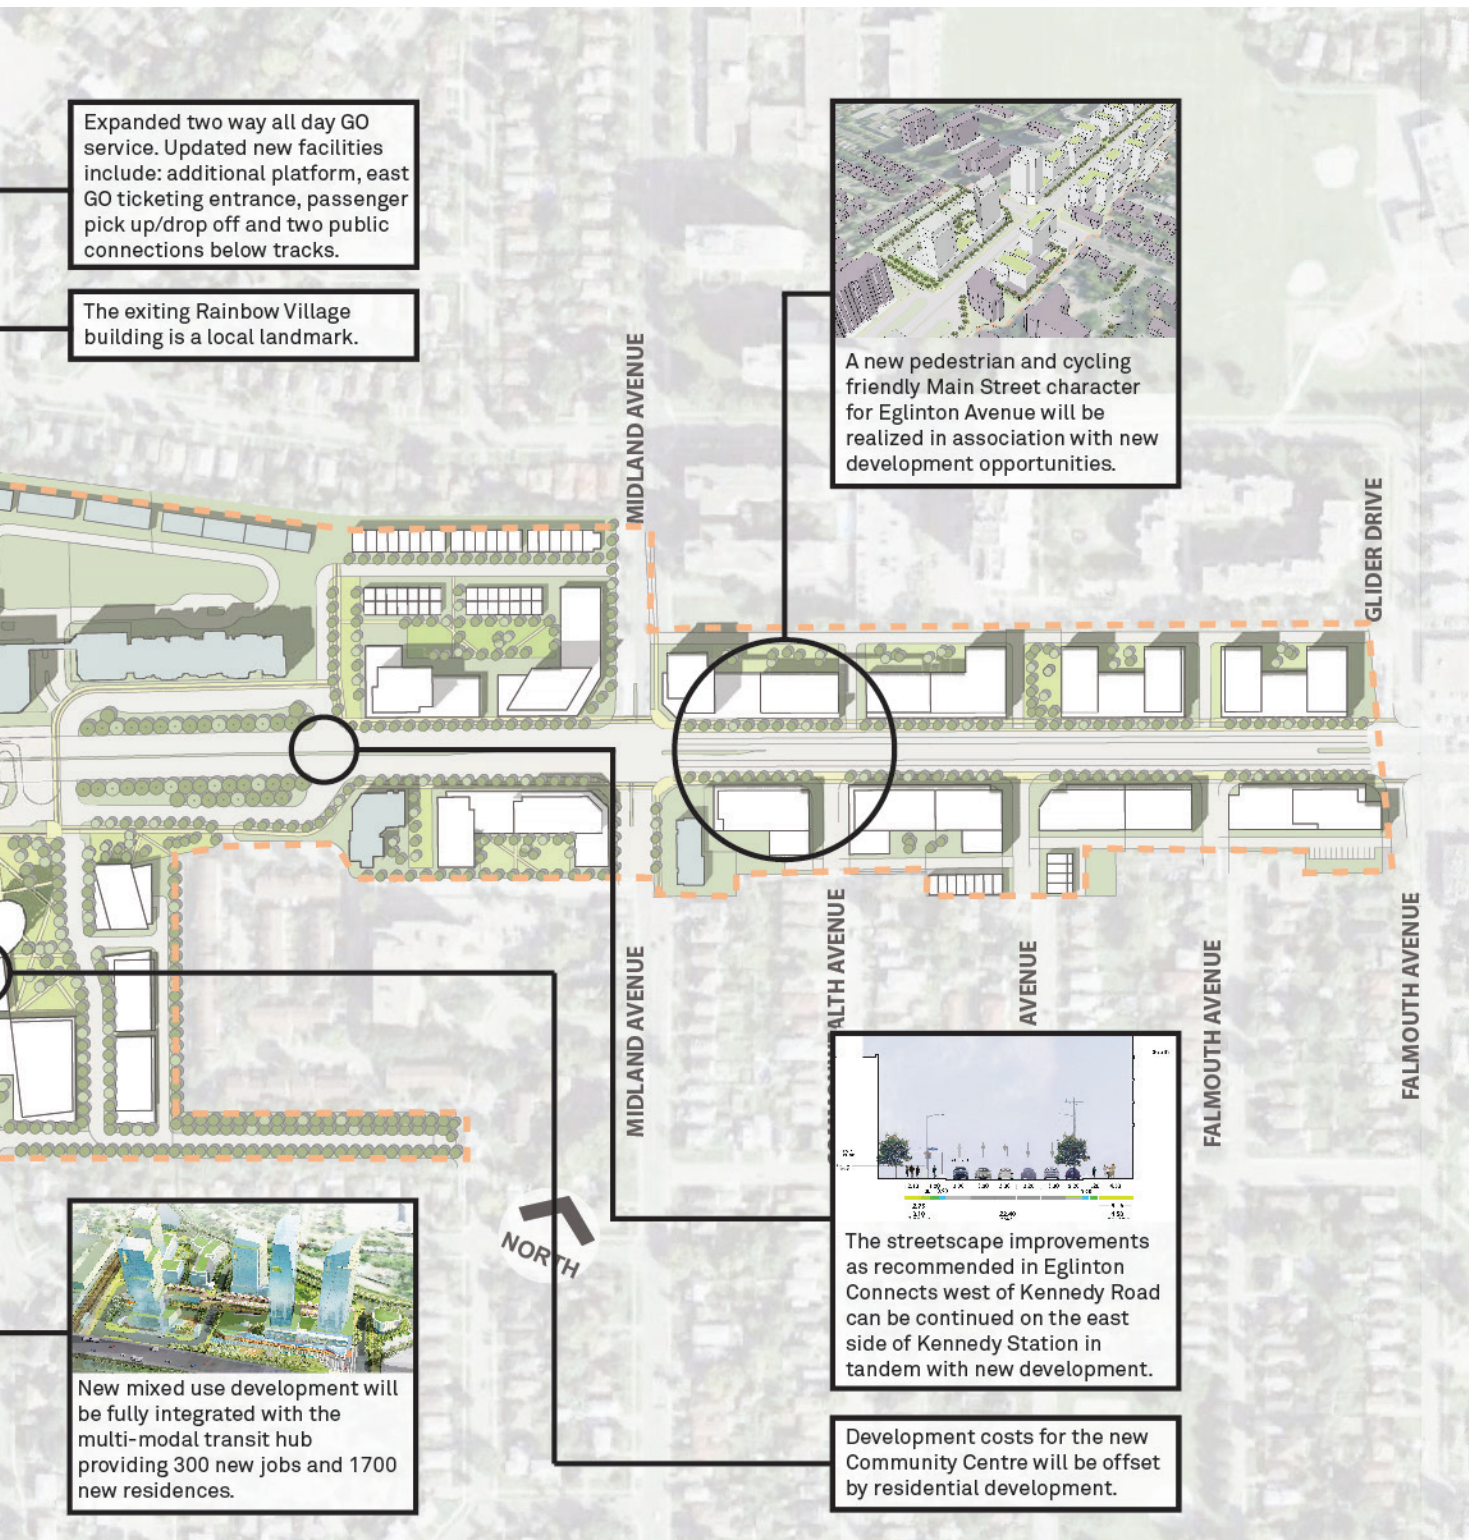 Expanded two way all day GO
service. Updated new facilities
include: additional platform, east
GO ticketing entrance, passenger
pick up/drop off and two public
connections below tracks.
The exiting Rainbow Village
building is a local landmark.
A new pedestrian and cycling
friendly Main Street character
for Eglinton Avenue will be
realized in association with new
development opportunities.
MIDLAND AVENUE
GLIDER DRIVE
MIDLAND AVENUE
AVENUE
AVENUE
FALMOUTH AVENUE
FALMOUTH AVENUE
NORTH
The streetscape improvements
as recommended in Eglinton
Connects west of Kennedy Road
can be continued on the east
side of Kennedy Station in
tandem with new development.
New mixed use development will
be fully integrated with the
multi-modal transit hub
providing 300 new jobs and 1700
new residences.
Development costs for the new
Community Centre will be offset
by residential development.